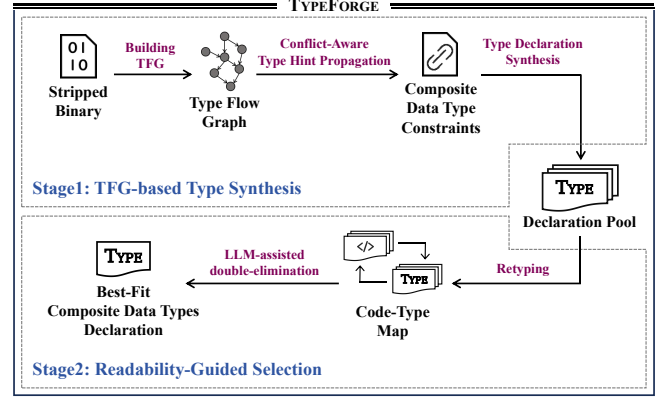 TYPEFORGE
01
10
Stripped
Binary
Building
TFG
Type Flow
Graph
Conflict-Aware
Type Hint Propagation
Composite
Data Type
Constraints
Type Declaration
Synthesis
Stage1: TFG-based Type Synthesis
TYPE
Declaration Pool
Retyping
</>
TYPE
Code-Type
Map
LLM-assisted
double-elimination
TYPE
Best-Fit
Composite Data Types
Declaration
Stage2: Readability-Guided Selection